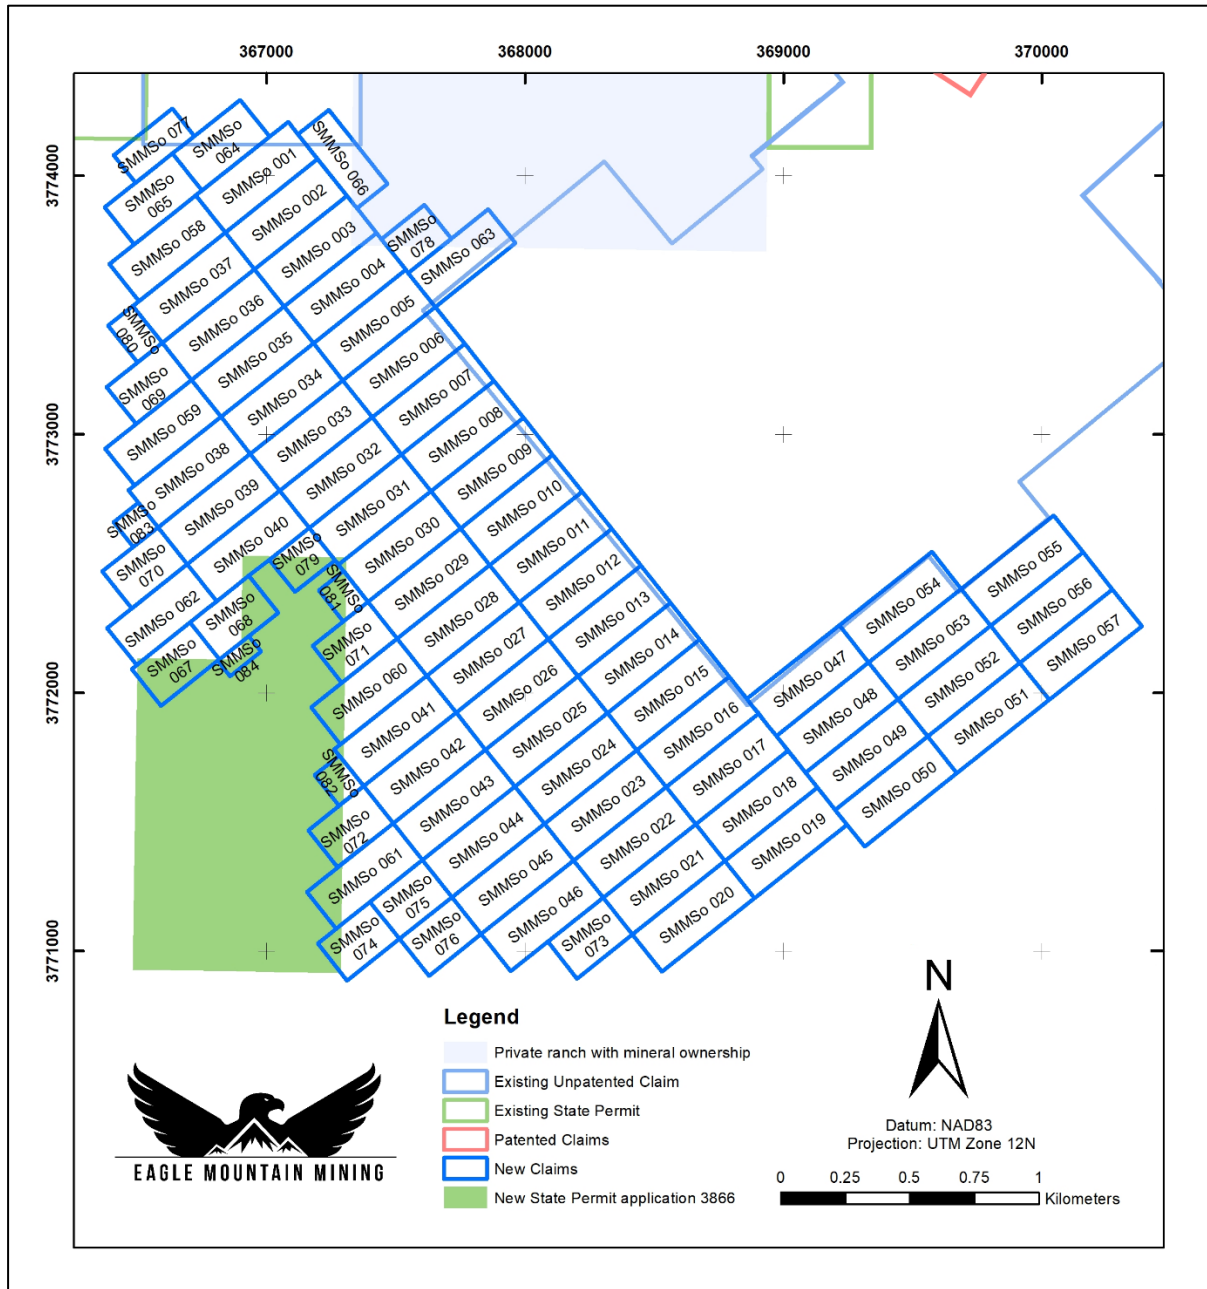 367000
368000
369000
370000
3774000
3773000
3772000
3771000
SMMSo 077
SMMSo
064
SMMSo 001
SMMSo 066
SMMSo
065
SMMSo 002
SMMSo 058
SMMSo 003
SMMSo
078
SMMSo 063
SMMSo 037
SMMSo 004
SMMSo
080
SMMSo 036
SMMSo 005
SMMSo 035
SMMSo 006
SMMSo
069
SMMSo 034
SMMSo 007
SMMSo 059
SMMSo 033
SMMSo 008
SMMSo 038
SMMSo 032
SMMSo 009
SMMSo
083
SMMSo 039
SMMSo 031
SMMSo 010
SMMSo
070
SMMSo 040
SMMSo
079
SMMSo 030
SMMSo 011
SMMSo 062
SMMSo
068
SMMSo
081
SMMSo 029
SMMSo 012
SMMSo
067
SMMSo
084
SMMSo
071
SMMSo 028
SMMSo 013
SMMSo 060
SMMSo 027
SMMSo 014
SMMSo 041
SMMSo 026
SMMSo 015
SMMSo
082
SMMSo 042
SMMSo 025
SMMSo 016
SMMSo
072
SMMSo 043
SMMSo 024
SMMSo 017
SMMSo 061
SMMSo 044
SMMSo 023
SMMSo 018
SMMSo
074
SMMSo
075
SMMSo 045
SMMSo 022
SMMSo 019
SMMSo
076
SMMSo 046
SMMSo 021
SMMSo
073
SMMSo 020
SMMSo 047
SMMSo 054
SMMSo 055
SMMSo 048
SMMSo 053
SMMSo 056
SMMSo 049
SMMSo 052
SMMSo 057
SMMSo 050
SMMSo 051
Legend
Private ranch with mineral ownership
Existing Unpatented Claim
Existing State Permit
Patented Claims
New Claims
New State Permit application 3866
EAGLE MOUNTAIN MINING
N
Datum: NAD83
Projection: UTM Zone 12N
0 0.25 0.5 0.75 1
Kilometers